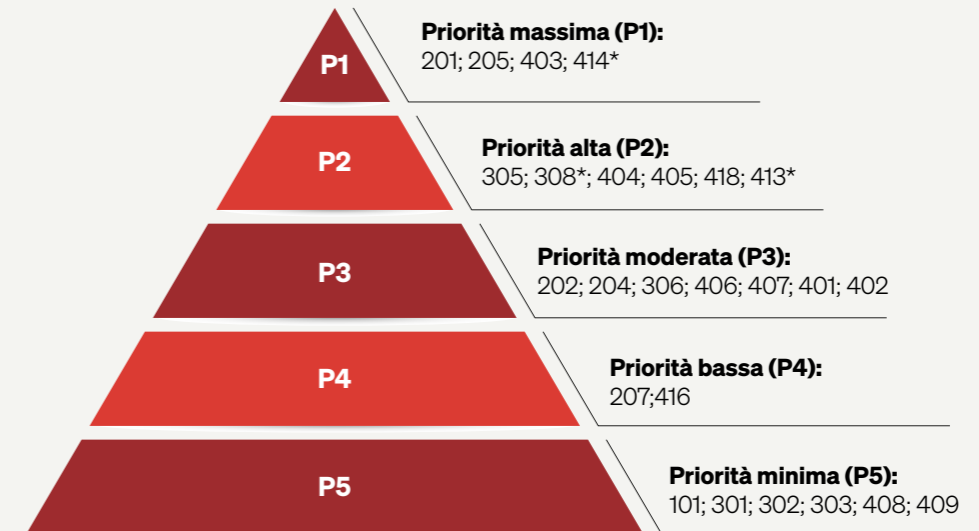 P1
Priorità massima (P1):
201; 205; 403; 414*
P2
Priorità alta (P2):
305; 308*; 404; 405; 418; 413*
P3
Priorità moderata (P3):
202; 204; 306; 406; 407; 401; 402
P4
Priorità bassa (P4):
207;416
P5
Priorità minima (P5):
101; 301; 302; 303; 408; 409